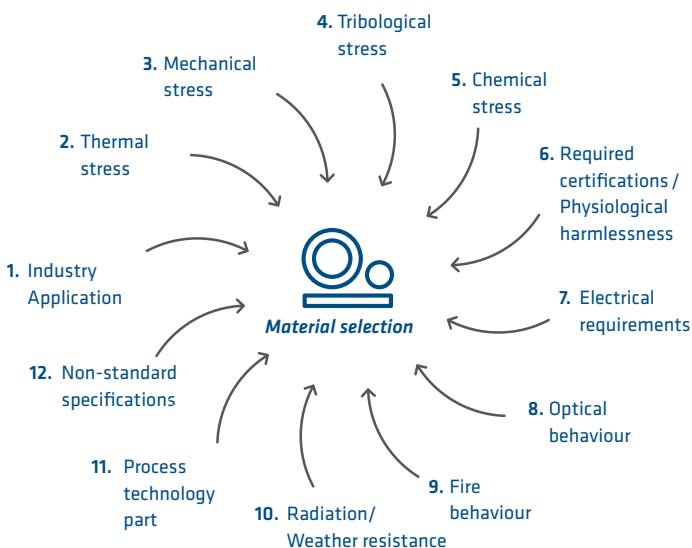 1. Industry
Application
2. Thermal
stress
3. Mechanical
stress
4. Tribological
stress
5. Chemical
stress
6. Required
certifications /
Physiological
harmlessness
7. Electrical
requirements
8. Optical
behaviour
9. Fire
behaviour
10. Radiation/
Weather resistance
11. Process
technology
part
12. Non-standard
specifications
Material selection